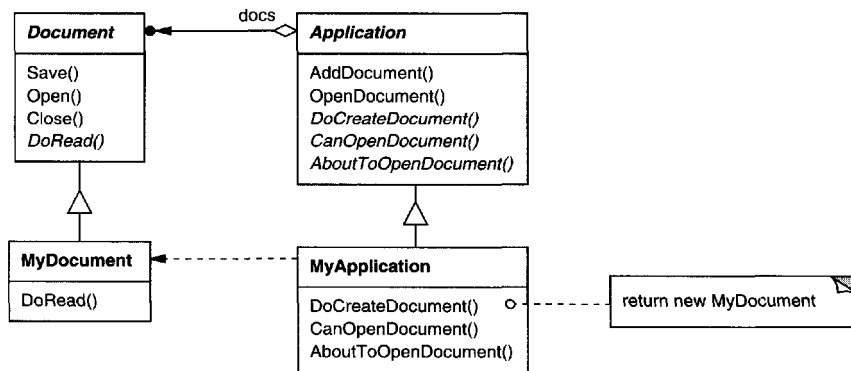 docs
Document
Save()
Open()
Close()
DoRead()
Application
AddDocument()
OpenDocument()
DoCreateDocument()
CanOpenDocument()
AboutToOpenDocument()
MyDocument
DoRead()
MyApplication
DoCreateDocument()
CanOpenDocument()
AboutToOpenDocument()
return new MyDocument